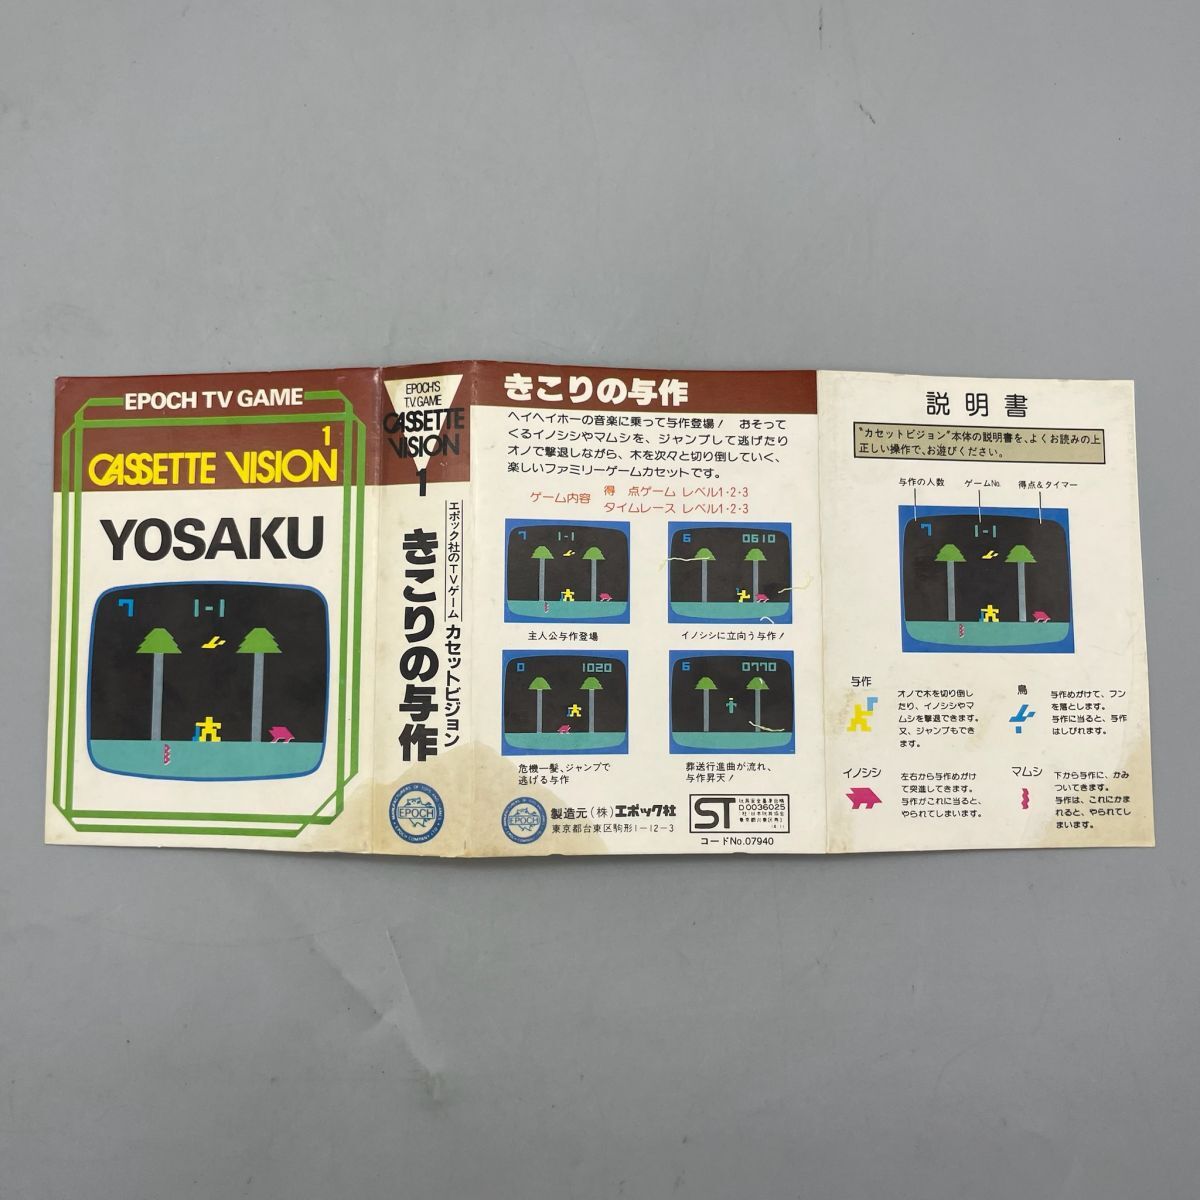 EPOCH TV GAME
1
CASSETTE VISION
YOSAKU
7 1-1
EPOCH'S
TV GAME
CASSETTE
VISION
1
エポック社のTVゲーム
カセットビジョン
きこりの与作
EPOCH
きこりの与作
ヘイヘイホーの音楽に乗って与作登場! おそって
くるイノシシやマムシを、ジャンプして逃げたり
オノで撃退しながら、木を次々と切り倒していく、
楽しいファミリーゲームカセットです。
ゲーム内容 得 点ゲーム レベル1・2・3
タイムレース レベル1・2・3
7 1-1
主人公与作登場
6 0610
イノシシに立向う与作!
0 1020
危機一髪、ジャンプで
逃げる与作
6 0770
葬送行進曲が流れ、
与作昇天!
EPOCH
製造元(株)エポック社
東京都台東区駒形1-12-3
ST
玩具安全基準合格
D0036025
コードNo.07940
説明書
"カセットビジョン"本体の説明書を、よくお読みの上
正しい操作で、お遊びください。
与作の人数 ゲームNo. 得点&タイマー
7 1-1
与作
オノで木を切り倒し
たり、イノシシやマ
ムシを撃退できます。
又、ジャンプもでき
ます。
鳥
与作めがけて、フン
を落とします。
与作に当ると、与作
はしびれます。
イノシシ
左右から与作めがけ
て突進してきます。
与作がこれに当ると、
やられてしまいます。
マムシ
下から与作に、かみ
ついてきます。
与作は、これにかま
れると、やられてし
まいます。